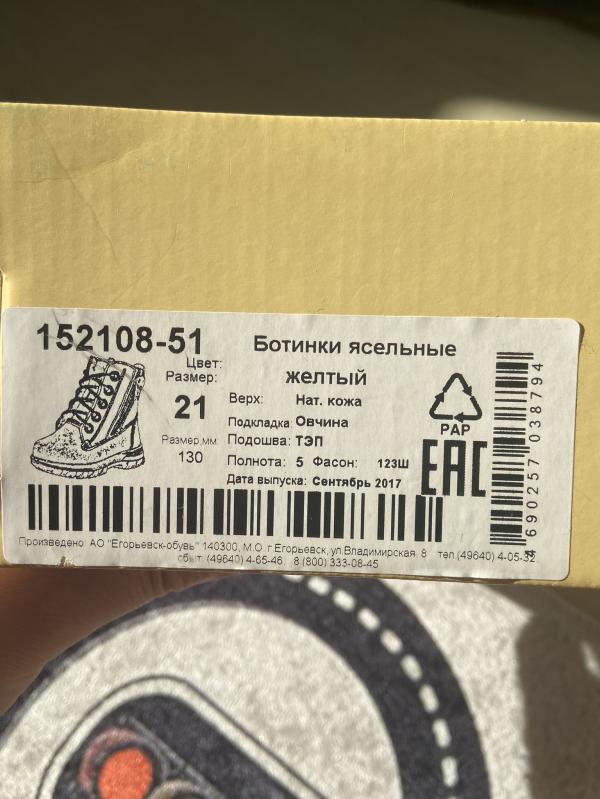 152108-51
Ботинки ясельные
Цвет:
желтый
Размер:
21
Размер,мм
130
Верх: Нат. кожа
Подкладка: Овчина
Подошва: ТЭП
Полнота: 5 Фасон: 123Ш
Дата выпуска: Сентябрь 2017
PAP
EAC
4690257 038794
Произведено: АО "Егорьевск-обувь" 140300, М.О. г.Егорьевск, ул.Владимирская, 8 тел.(49640) 4-05-32
сбыт: (49640) 4-65-46, 8 (800) 333-08-45